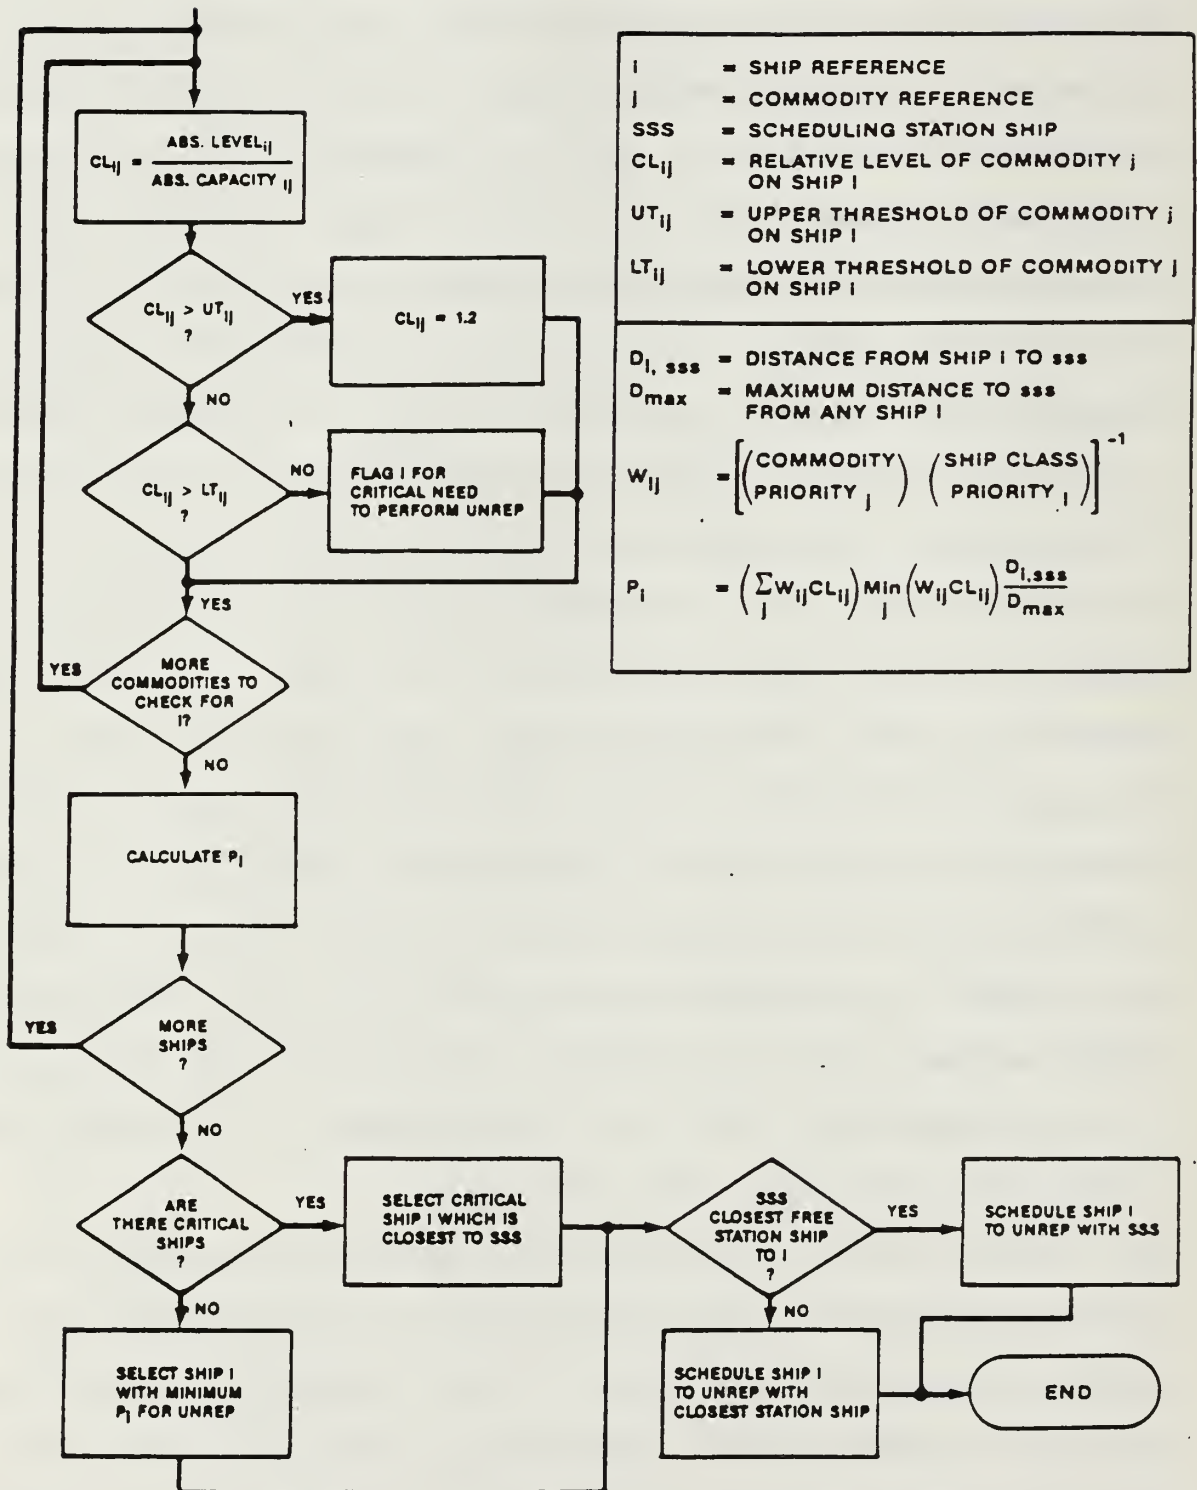 CL_ij = ABS. LEVEL_ij / ABS. CAPACITY_ij
CL_ij > UT_ij
?
YES
CL_ij = 1.2
NO
CL_ij > LT_ij
?
NO
FLAG i FOR
CRITICAL NEED
TO PERFORM UNREP
YES
MORE
COMMODITIES TO
CHECK FOR
i?
YES
NO
CALCULATE P_i
MORE
SHIPS
?
YES
NO
ARE
THERE CRITICAL
SHIPS
?
YES
SELECT CRITICAL
SHIP i WHICH IS
CLOSEST TO SSS
NO
SELECT SHIP i
WITH MINIMUM
P_i FOR UNREP
SSS
CLOSEST FREE
STATION SHIP
TO i
?
YES
SCHEDULE SHIP i
TO UNREP WITH SSS
NO
SCHEDULE SHIP i
TO UNREP WITH
CLOSEST STATION SHIP
END
i = SHIP REFERENCE
j = COMMODITY REFERENCE
SSS = SCHEDULING STATION SHIP
CL_ij = RELATIVE LEVEL OF COMMODITY j
ON SHIP i
UT_ij = UPPER THRESHOLD OF COMMODITY j
ON SHIP i
LT_ij = LOWER THRESHOLD OF COMMODITY j
ON SHIP i
D_i, sss = DISTANCE FROM SHIP i TO sss
D_max = MAXIMUM DISTANCE TO sss
FROM ANY SHIP i
W_ij = [(COMMODITY PRIORITY_j) (SHIP CLASS PRIORITY_i)]^-1
P_i = (∑_j W_ij CL_ij) Min_j (W_ij CL_ij) D_i,sss / D_max